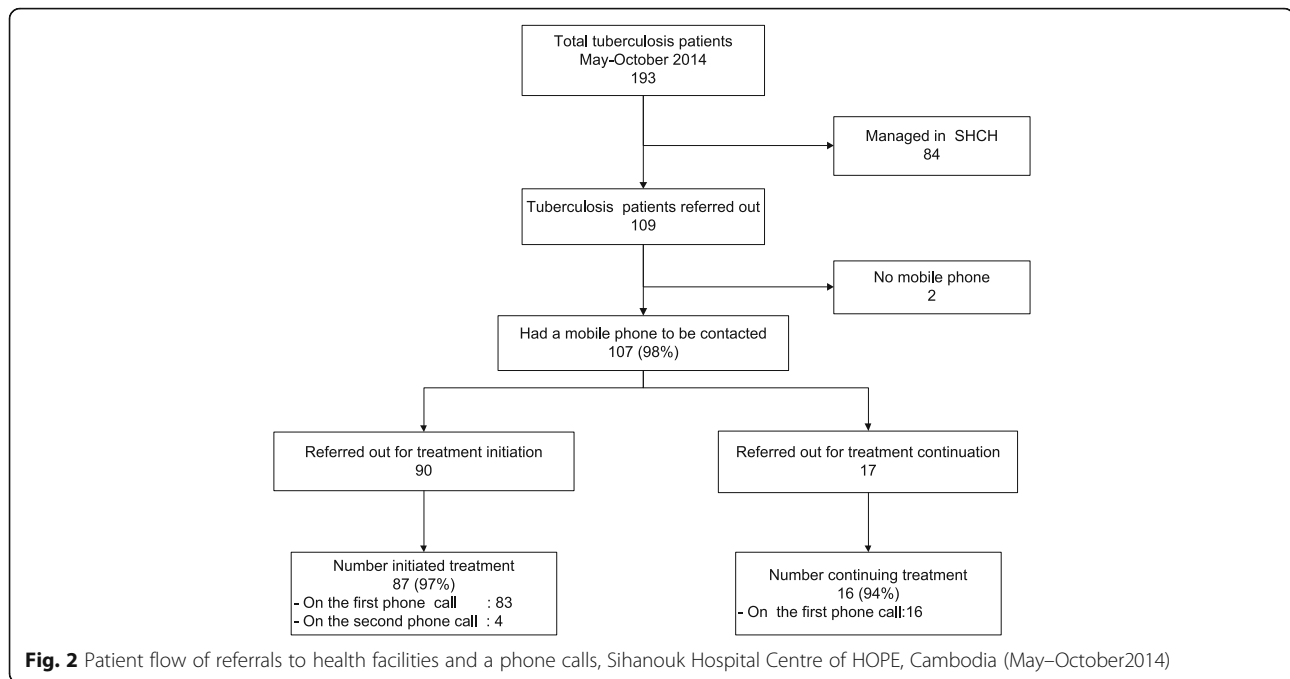 Total tuberculosis patients
May-October 2014
193
Managed in SHCH
84
Tuberculosis patients referred out
109
No mobile phone
2
Had a mobile phone to be contacted
107 (98%)
Referred out for treatment initiation
90
Referred out for treatment continuation
17
Number initiated treatment
87 (97%)
- On the first phone call : 83
- On the second phone call : 4
Number continuing treatment
16 (94%)
- On the first phone call:16
Fig. 2 Patient flow of referrals to health facilities and a phone calls, Sihanouk Hospital Centre of HOPE, Cambodia (May–October2014)